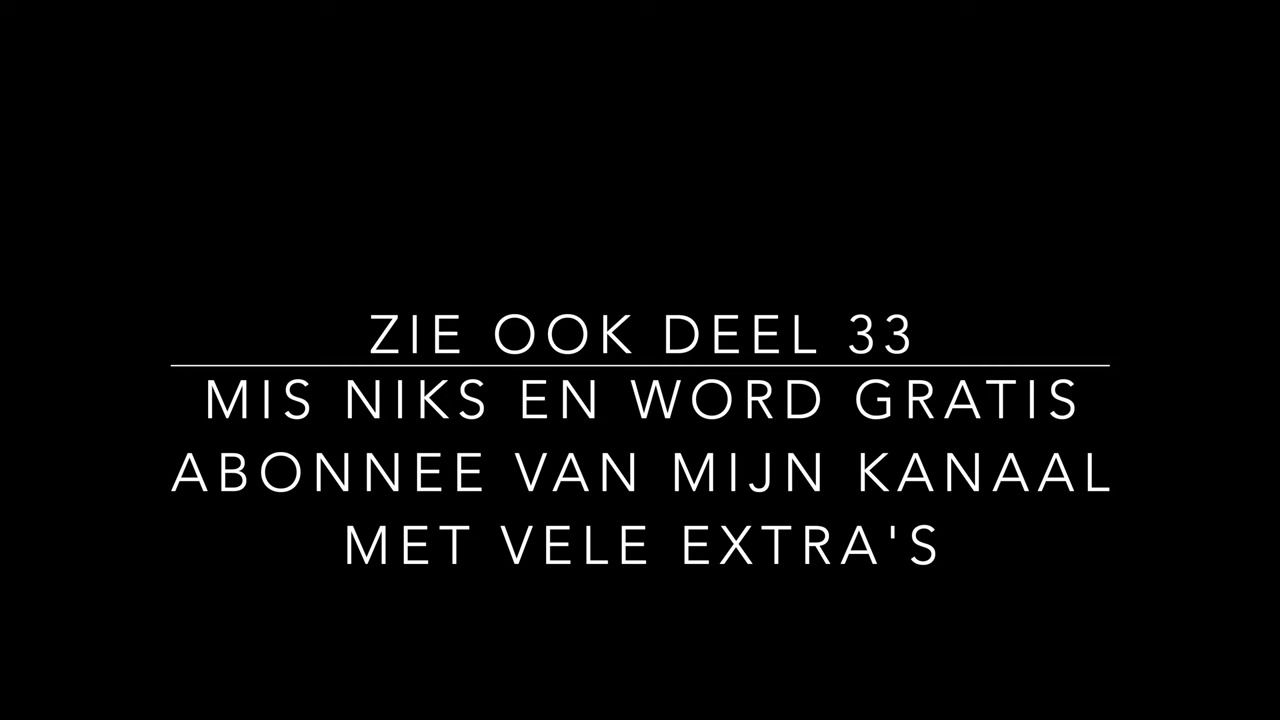 ZIE OOK DEEL 33
MIS NIKS EN WORD GRATIS
ABONNEE VAN MIJN KANAAL
MET VELE EXTRA'S